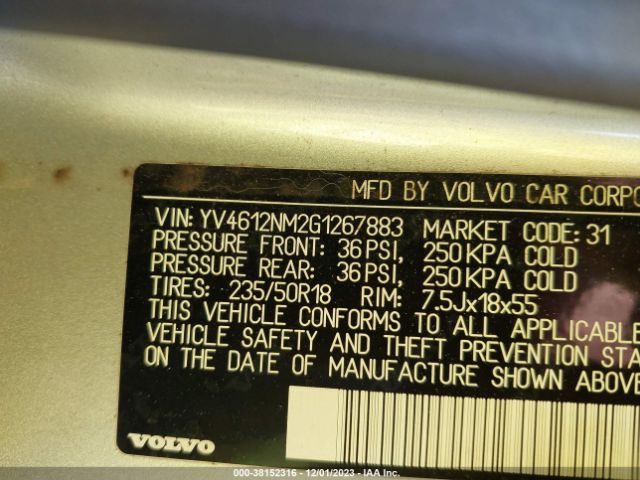 MFD BY VOLVO CAR CORPO
VIN: YV4612NM2G1267883 MARKET CODE: 31
PRESSURE FRONT: 36 PSI, 250 KPA COLD
PRESSURE REAR: 36 PSI, 250 KPA COLD
TIRES: 235/50R18 RIM: 7.5Jx18x55
THIS VEHICLE CONFORMS TO ALL APPLICABLE
VEHICLE SAFETY AND THEFT PREVENTION STA
ON THE DATE OF MANUFACTURE SHOWN ABOVE
VOLVO
000-38152316 - 12/01/2023 - IAA Inc.